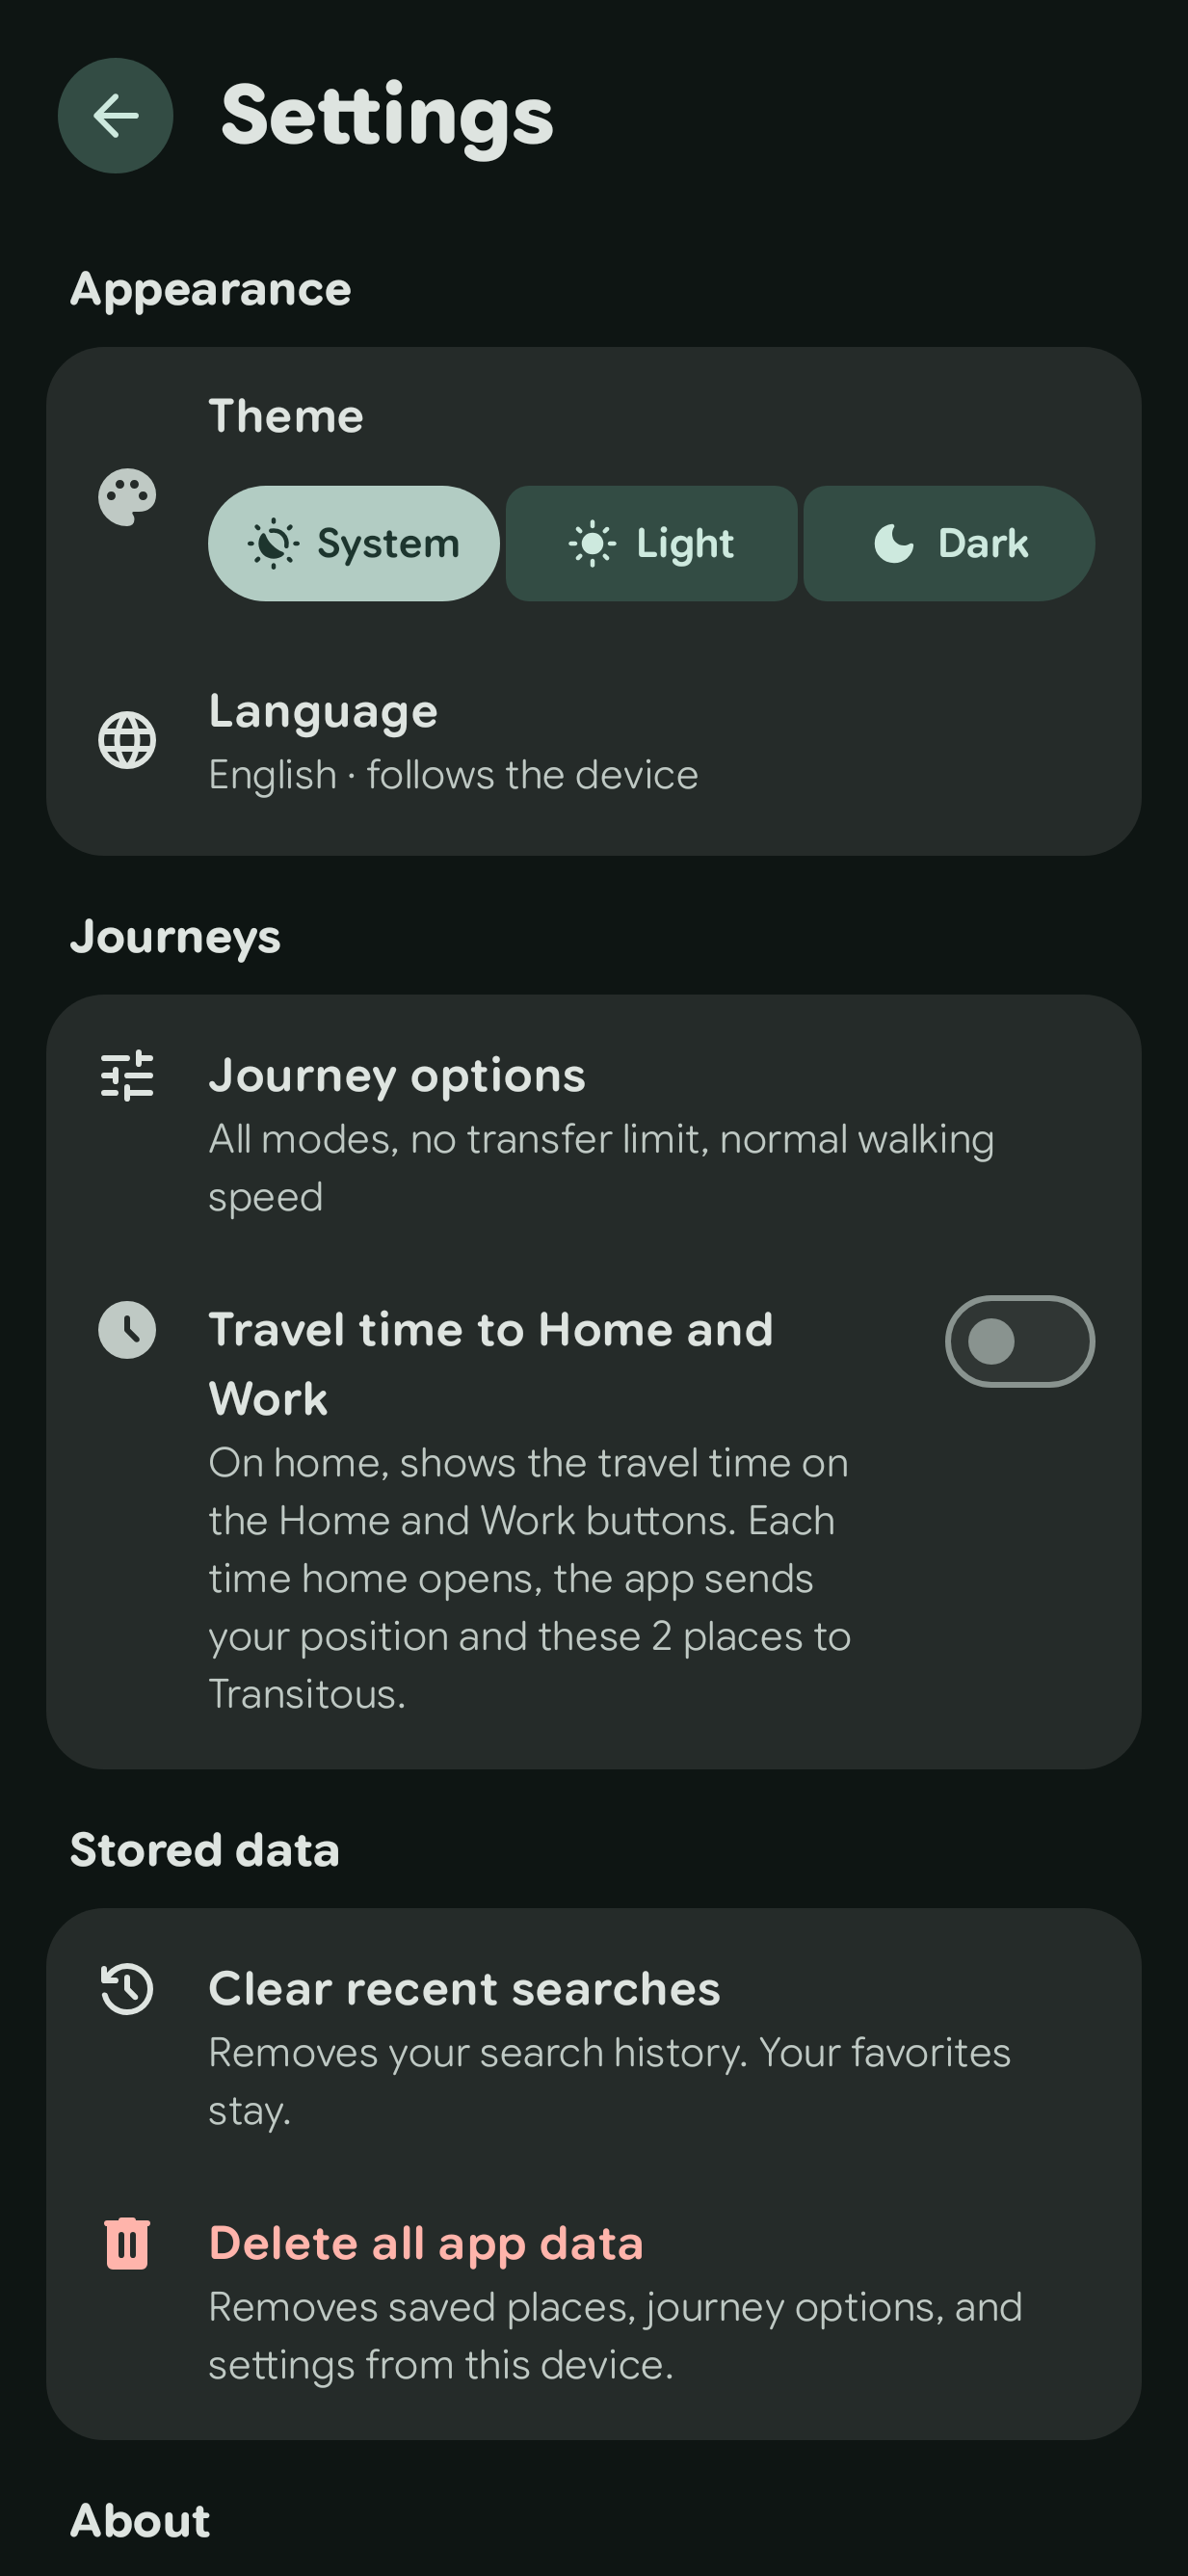 Settings
Appearance
Theme
System
Light
Dark
Language
English · follows the device
Journeys
Journey options
All modes, no transfer limit, normal walking
speed
Travel time to Home and
Work
On home, shows the travel time on
the Home and Work buttons. Each
time home opens, the app sends
your position and these 2 places to
Transitous.
Stored data
Clear recent searches
Removes your search history. Your favorites
stay.
Delete all app data
Removes saved places, journey options, and
settings from this device.
About